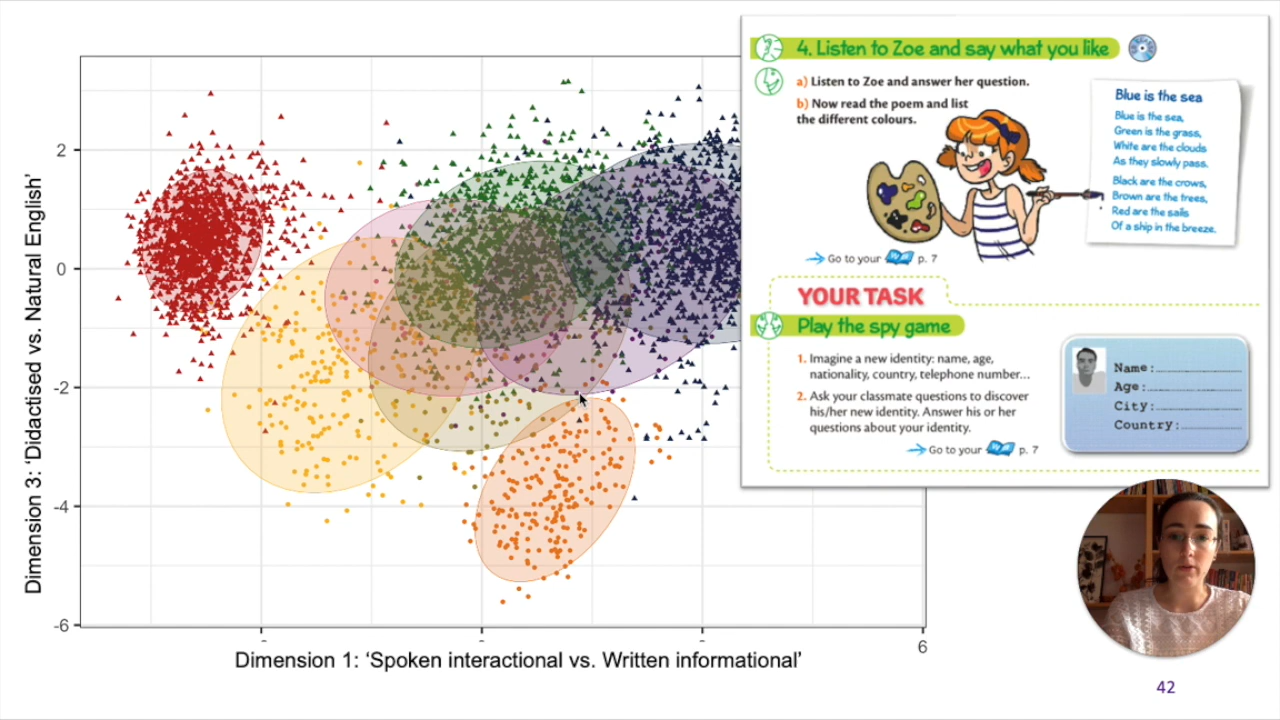 Dimension 3: ‘Didactised vs. Natural English’
2
0
-2
-4
-6
6
Dimension 1: ‘Spoken interactional vs. Written informational’
4. Listen to Zoe and say what you like
a) Listen to Zoe and answer her question.
b) Now read the poem and list
the different colours.
Blue is the sea
Blue is the sea,
Green is the grass,
White are the clouds
As they slowly pass.
Black are the crows,
Brown are the trees,
Red are the sails
Of a ship in the breeze.
Go to your p. 7
YOUR TASK
Play the spy game
1. Imagine a new identity: name, age,
nationality, country, telephone number...
2. Ask your classmate questions to discover
his/her new identity. Answer his or her
questions about your identity.
Go to your p. 7
Name:
Age:
City:
Country:
42